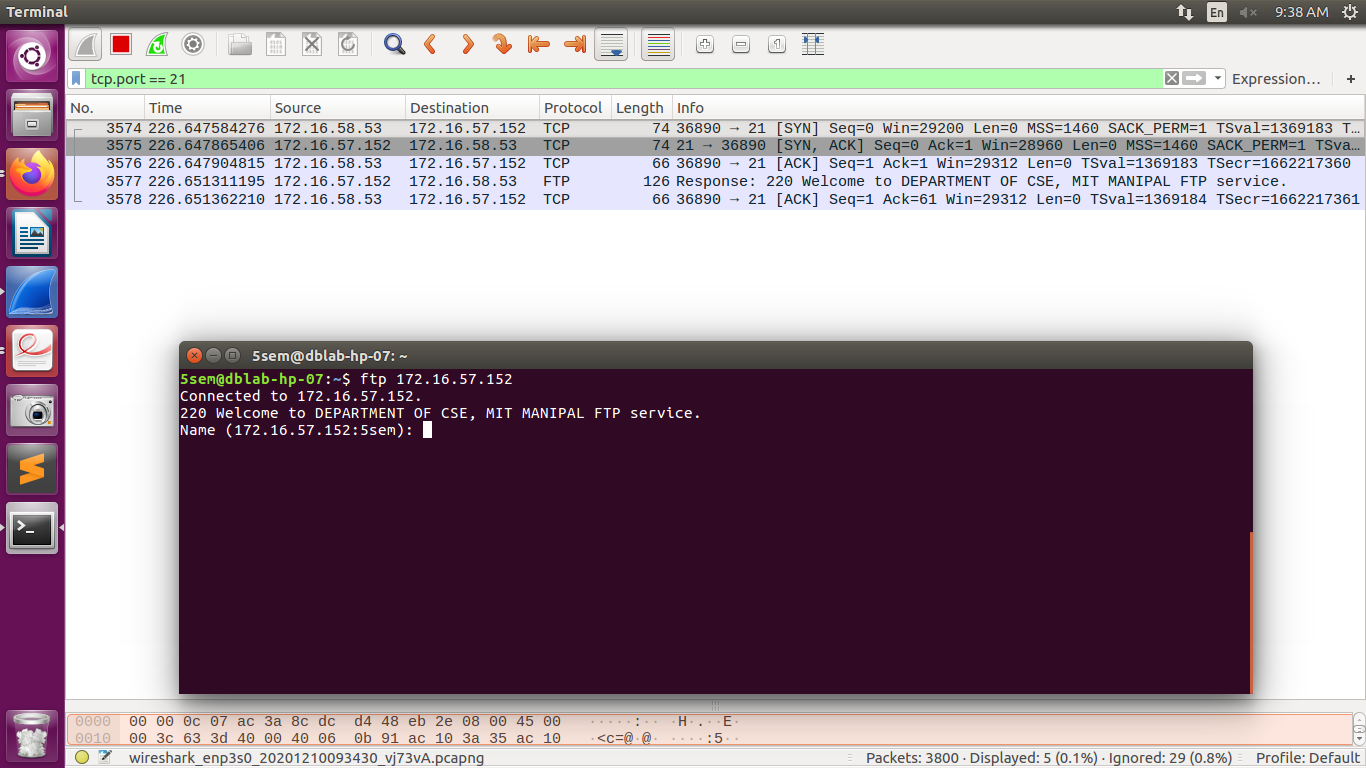 Terminal
En
9:38 AM
tcp.port == 21
Expression…
+
No. Time Source Destination Protocol Length Info
3574 226.647584276 172.16.58.53 172.16.57.152 TCP 74 36890 → 21 [SYN] Seq=0 Win=29200 Len=0 MSS=1460 SACK_PERM=1 TSval=1369183 T…
3575 226.647865406 172.16.57.152 172.16.58.53 TCP 74 21 → 36890 [SYN, ACK] Seq=0 Ack=1 Win=28960 Len=0 MSS=1460 SACK_PERM=1 TSva…
3576 226.647904815 172.16.58.53 172.16.57.152 TCP 66 36890 → 21 [ACK] Seq=1 Ack=1 Win=29312 Len=0 TSval=1369183 TSecr=1662217360
3577 226.651311195 172.16.57.152 172.16.58.53 FTP 126 Response: 220 Welcome to DEPARTMENT OF CSE, MIT MANIPAL FTP service.
3578 226.651362210 172.16.58.53 172.16.57.152 TCP 66 36890 → 21 [ACK] Seq=1 Ack=61 Win=29312 Len=0 TSval=1369184 TSecr=1662217361
5sem@dblab-hp-07: ~
5sem@dblab-hp-07:~$ ftp 172.16.57.152
Connected to 172.16.57.152.
220 Welcome to DEPARTMENT OF CSE, MIT MANIPAL FTP service.
Name (172.16.57.152:5sem):
0000 00 00 0c 07 ac 3a 8c dc d4 48 eb 2e 08 00 45 00 ·····:·· ·H·.··E·
0010 00 3c 63 3d 40 00 40 06 0b 91 ac 10 3a 35 ac 10 ·<c=@·@· ····:5··
wireshark_enp3s0_20201210093430_vj73vA.pcapng
Packets: 3800 · Displayed: 5 (0.1%) · Ignored: 29 (0.8%)
Profile: Default